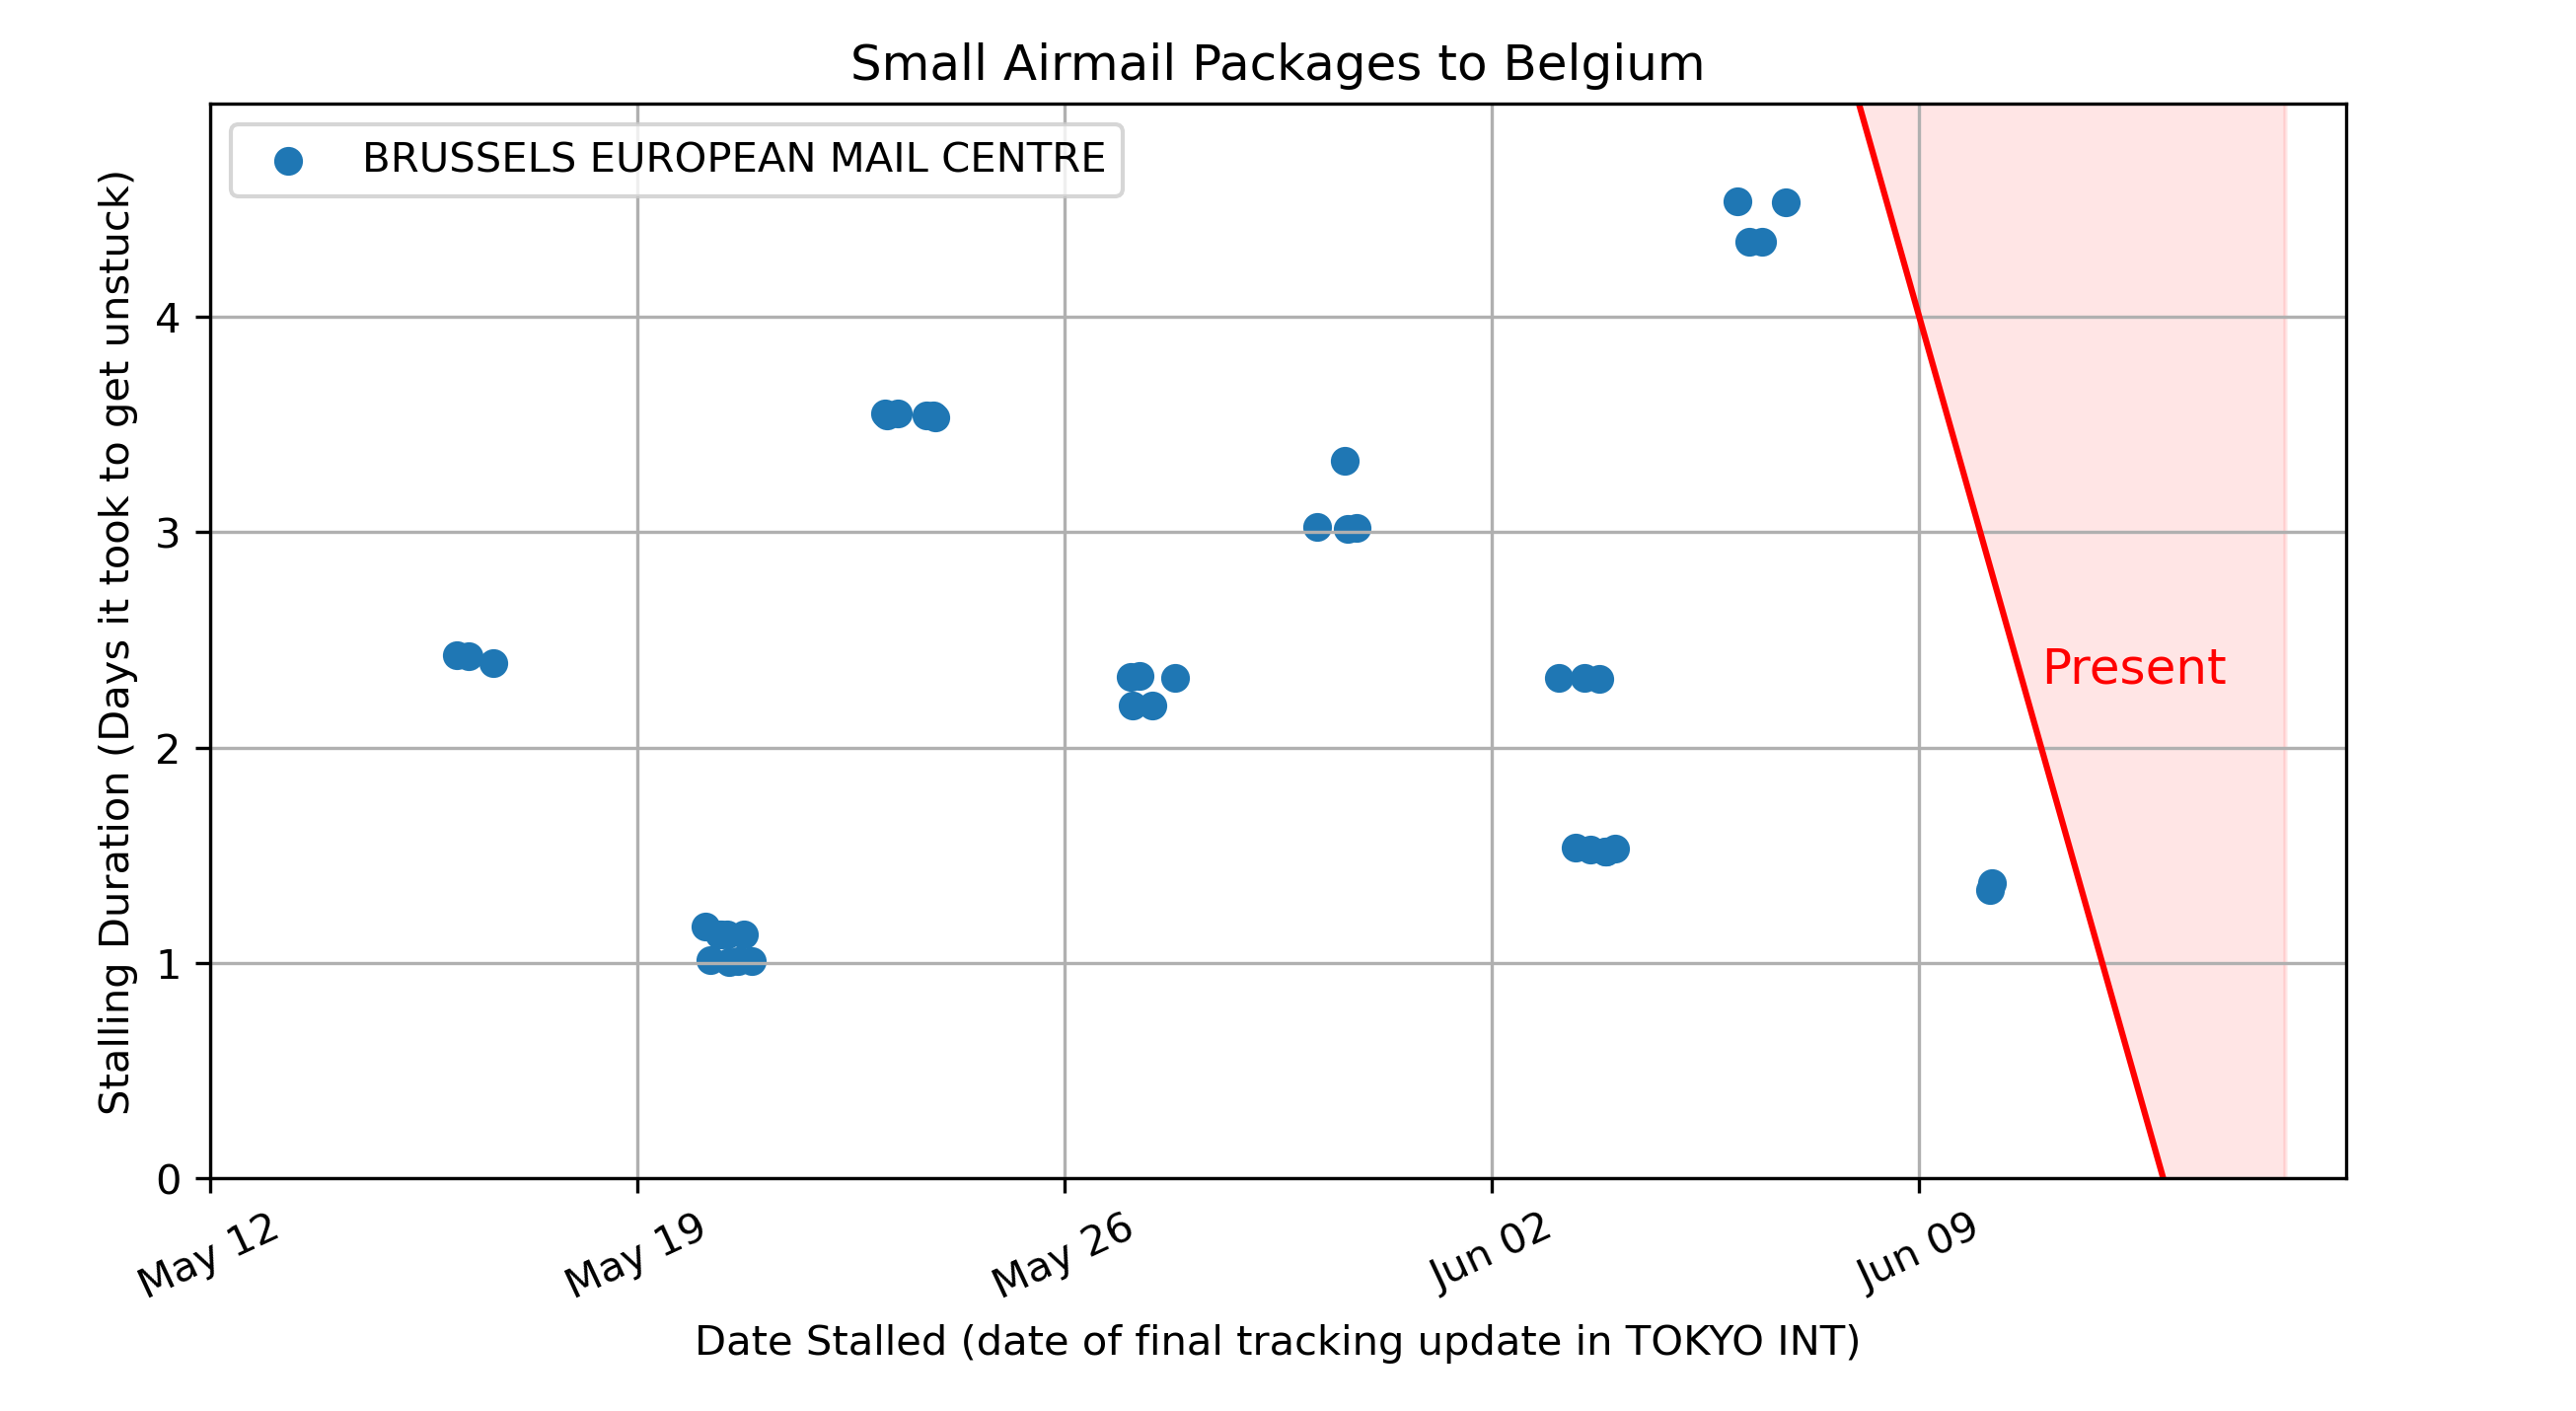 Small Airmail Packages to Belgium
BRUSSELS EUROPEAN MAIL CENTRE
Stalling Duration (Days it took to get unstuck)
4
3
2
1
0
Present
May 12
May 19
May 26
Jun 02
Jun 09
Date Stalled (date of final tracking update in TOKYO INT)